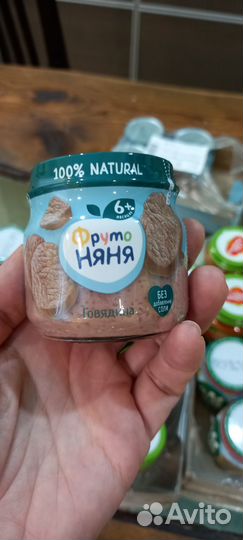 100% NATURAL
6+
месяцев
Фруто
НЯНЯ
БЕЗ
добавления
СОЛИ
Говядина
Avito